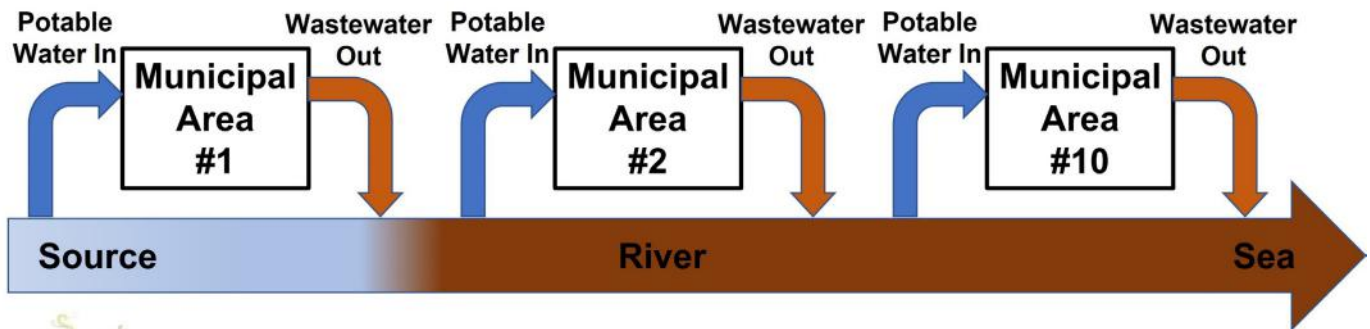 Potable
Water In
Municipal
Area
#1
Wastewater
Out
Potable
Water In
Municipal
Area
#2
Wastewater
Out
Potable
Water In
Municipal
Area
#10
Wastewater
Out
Source
River
Sea